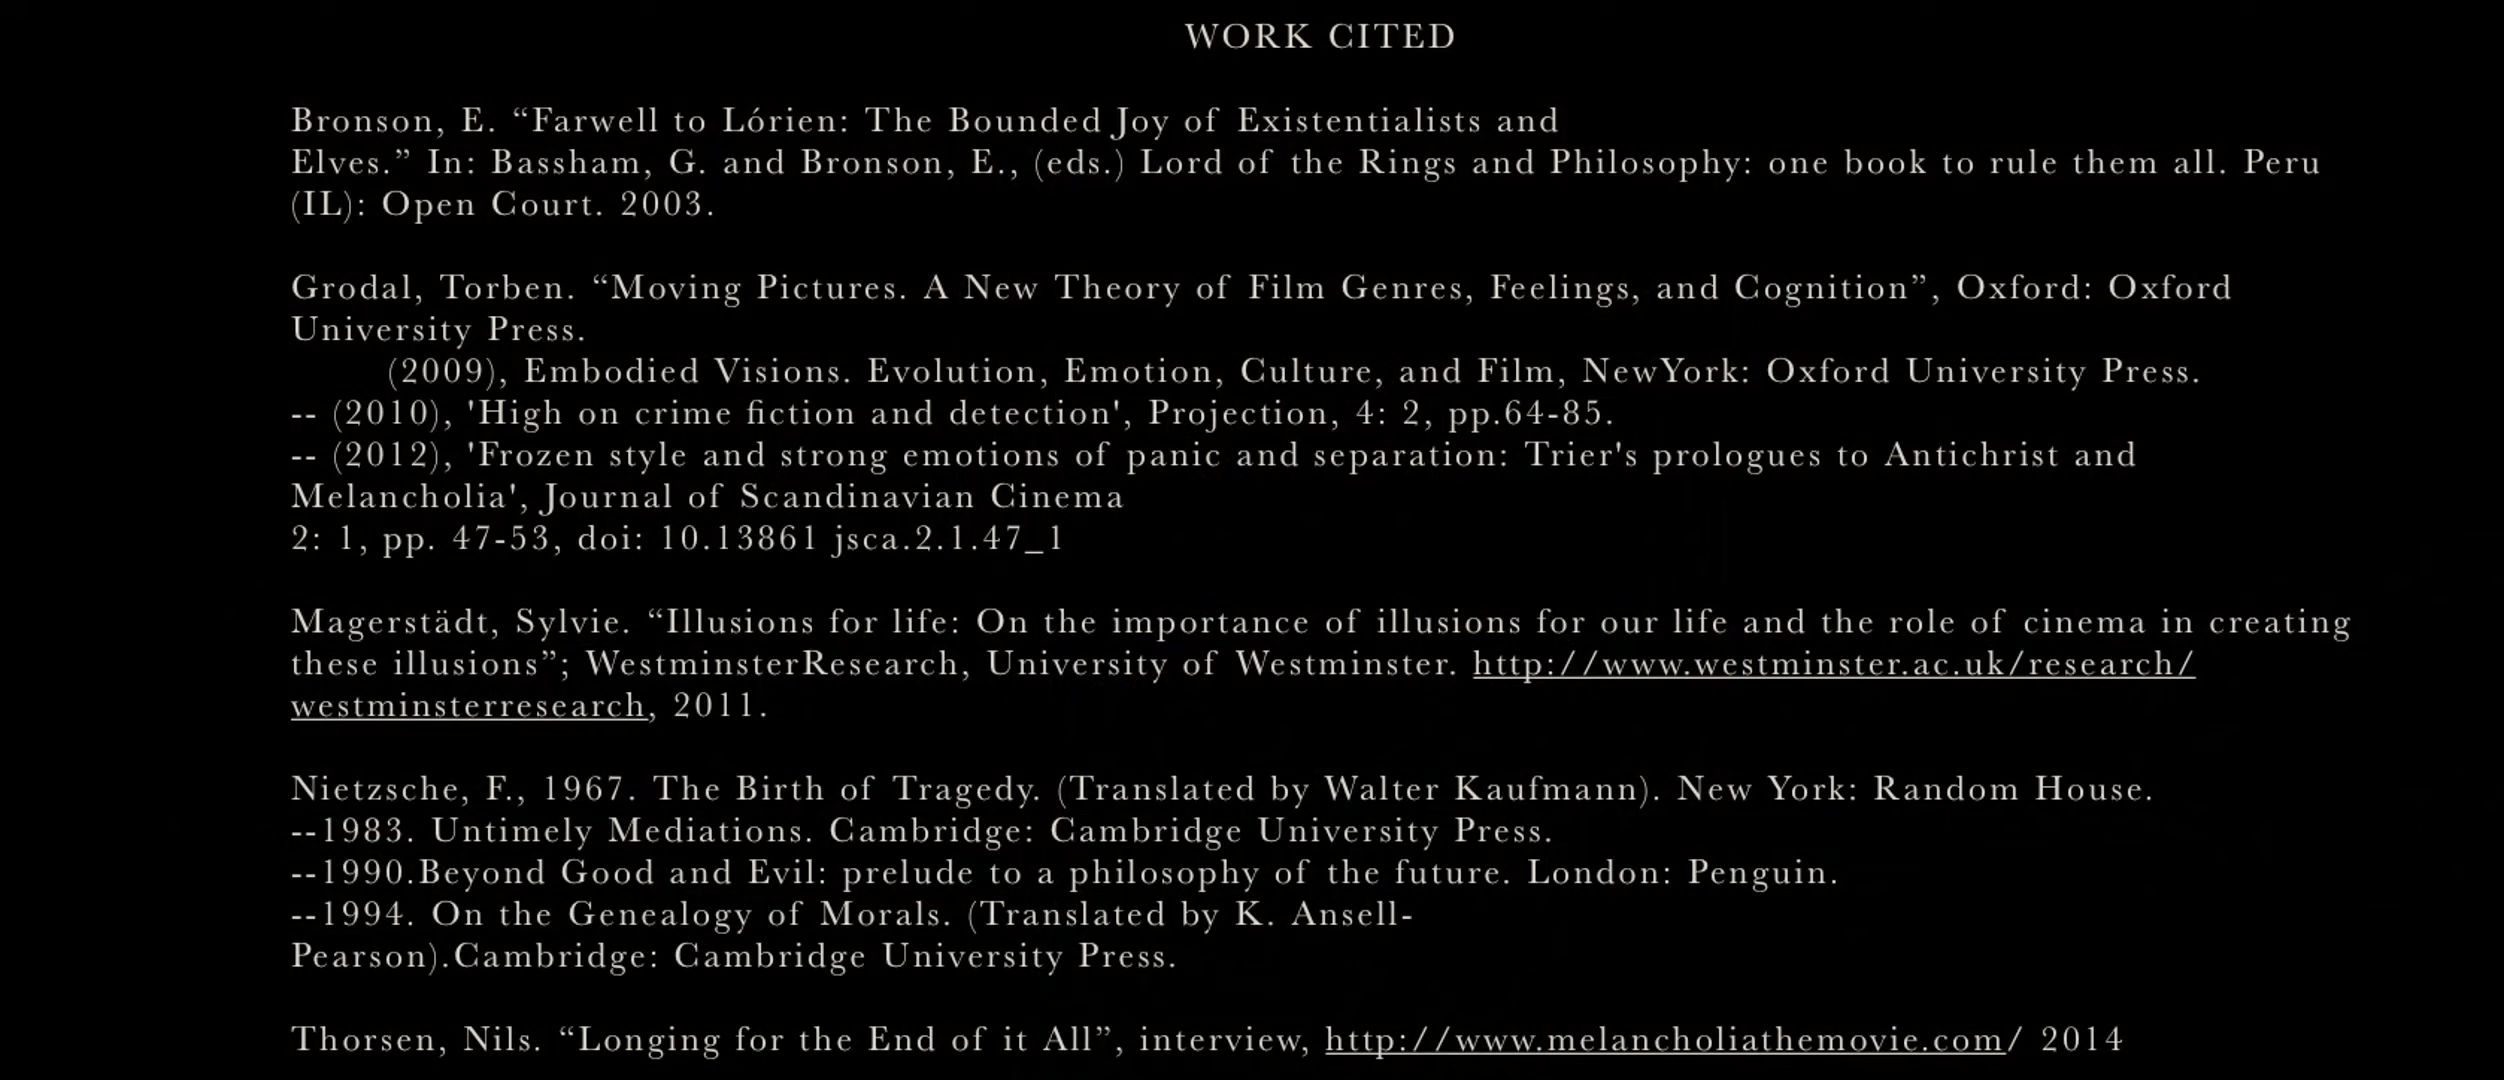 WORK CITED
Bronson, E. “Farwell to Lórien: The Bounded Joy of Existentialists and
Elves.” In: Bassham, G. and Bronson, E., (eds.) Lord of the Rings and Philosophy: one book to rule them all. Peru
(IL): Open Court. 2003.
Grodal, Torben. “Moving Pictures. A New Theory of Film Genres, Feelings, and Cognition”, Oxford: Oxford
University Press.
(2009), Embodied Visions. Evolution, Emotion, Culture, and Film, NewYork: Oxford University Press.
-- (2010), 'High on crime fiction and detection', Projection, 4: 2, pp.64-85.
-- (2012), 'Frozen style and strong emotions of panic and separation: Trier's prologues to Antichrist and
Melancholia', Journal of Scandinavian Cinema
2: 1, pp. 47-53, doi: 10.13861 jsca.2.1.47_1
Magerstädt, Sylvie. “Illusions for life: On the importance of illusions for our life and the role of cinema in creating
these illusions”; WestminsterResearch, University of Westminster. http://www.westminster.ac.uk/research/
westminsterresearch, 2011.
Nietzsche, F., 1967. The Birth of Tragedy. (Translated by Walter Kaufmann). New York: Random House.
--1983. Untimely Mediations. Cambridge: Cambridge University Press.
--1990.Beyond Good and Evil: prelude to a philosophy of the future. London: Penguin.
--1994. On the Genealogy of Morals. (Translated by K. Ansell-
Pearson).Cambridge: Cambridge University Press.
Thorsen, Nils. “Longing for the End of it All”, interview, http://www.melancholiathemovie.com/ 2014